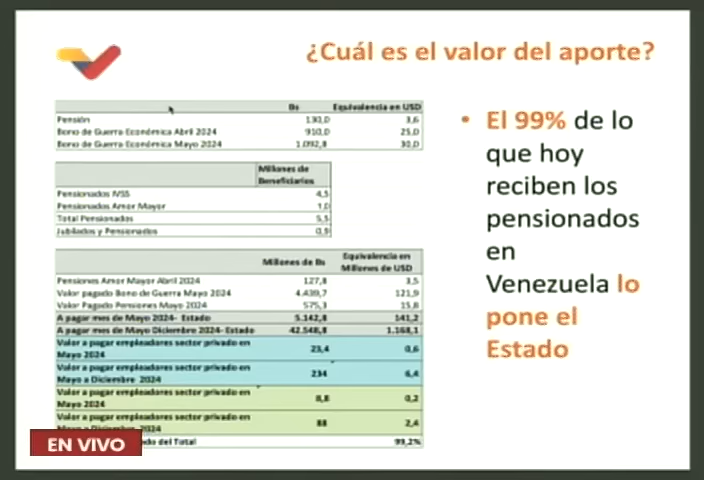 ¿Cuál es el valor del aporte?
Bs Equivalencia en USD
Pensión 130,0 3,6
Bono de Guerra Económica Abril 2024 910,0 25,0
Bono de Guerra Económica Mayo 2024 1.092,8 30,0
Millones de
Beneficiarios
Pensionados IVSS 4,5
Pensionados Amor Mayor 1,0
Total Pensionados 5,5
Jubilados y Pensionados 0,9
Millones de Bs Equivalencia en
Millones de USD
Pensiones Amor Mayor Abril 2024 127,8 3,5
Valor pagado Bono de Guerra Mayo 2024 4.439,7 121,9
Valor Pagado Pensiones Mayo 2024 575,3 15,8
A pagar mes de Mayo 2024- Estado 5.142,8 141,2
A pagar mes de Mayo Diciembre 2024- Estado 42.548,8 1.168,1
Valor a pagar empleadores sector privado en
Mayo 2024 23,4 0,6
Valor a pagar empleadores sector privado en
Mayo a Diciembre 2024 234 6,4
Valor a pagar empleadores sector privado en
Mayo 2024 8,8 0,2
Valor a pagar empleadores sector privado en
2024 88 2,4
del Total 99,2%
• El 99% de lo
que hoy
reciben los
pensionados
en
Venezuela lo
pone el
Estado
EN VIVO